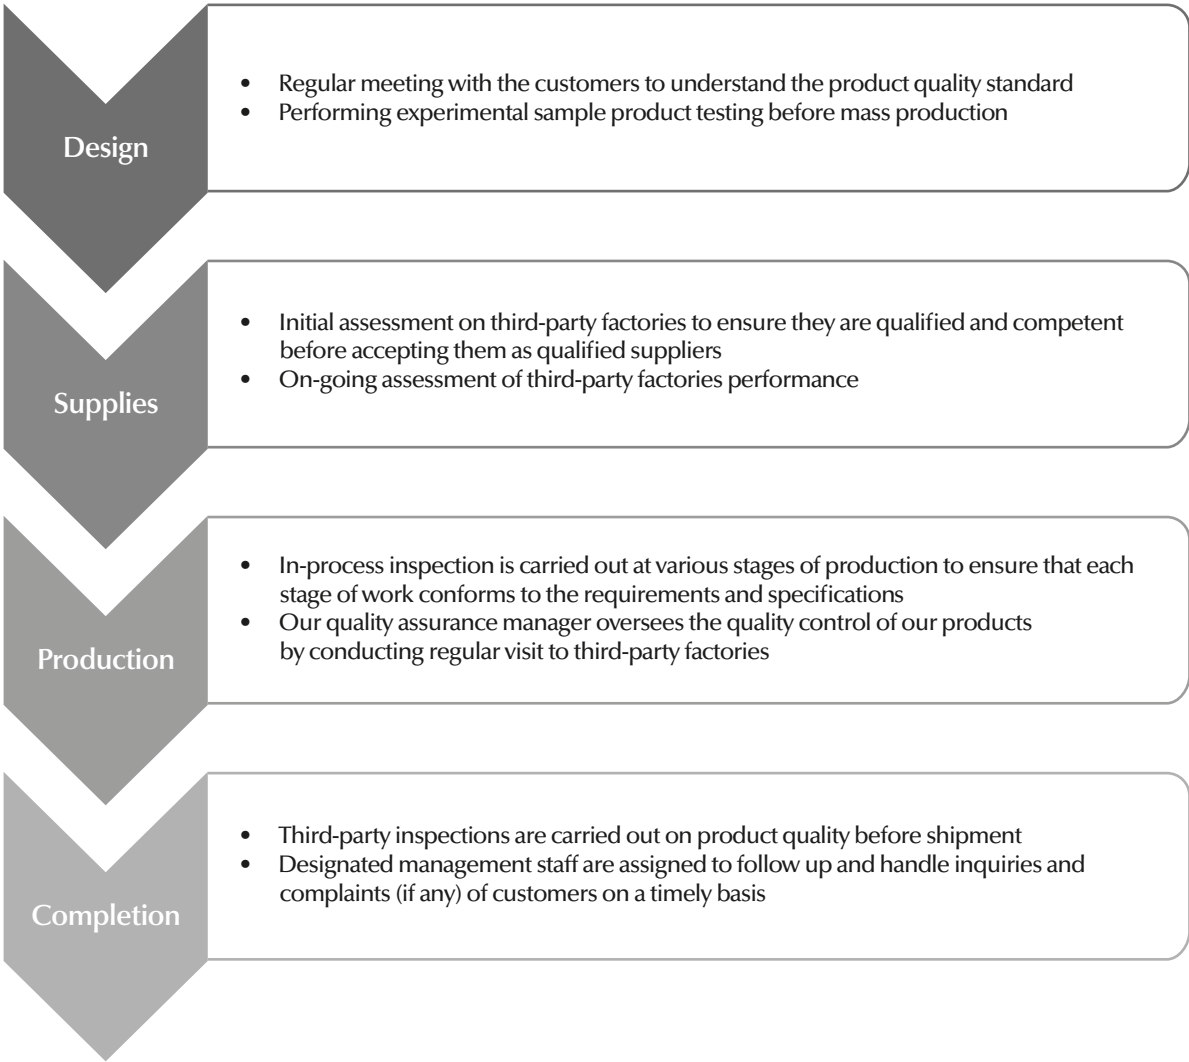 Design
• Regular meeting with the customers to understand the product quality standard
• Performing experimental sample product testing before mass production
Supplies
• Initial assessment on third-party factories to ensure they are qualified and competent
before accepting them as qualified suppliers
• On-going assessment of third-party factories performance
Production
• In-process inspection is carried out at various stages of production to ensure that each
stage of work conforms to the requirements and specifications
• Our quality assurance manager oversees the quality control of our products
by conducting regular visit to third-party factories
Completion
• Third-party inspections are carried out on product quality before shipment
• Designated management staff are assigned to follow up and handle inquiries and
complaints (if any) of customers on a timely basis